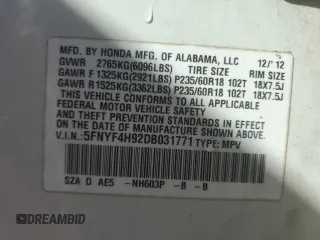 MFD. BY HONDA MFG. OF ALABAMA, LLC 12/'12
GVWR 2765KG(6096LBS) TIRE SIZE RIM SIZE
GAWR F 1325KG(2921LBS) P235/60R18 102T 18X7.5J
GAWR R1525KG(3362LBS) P235/60R18 102T 18X7.5J
THIS VEHICLE CONFORMS TO ALL APPLICABLE
FEDERAL MOTOR VEHICLE SAFETY AND
THEFT PREVENTION STANDARDS IN EFFECT ON
THE DATE OF MANUFACTURE SHOWN ABOVE.
V.I.N.: 5FNYF4H92DB031771 TYPE: MPV
SZA D AE5 -NH603P -B -B